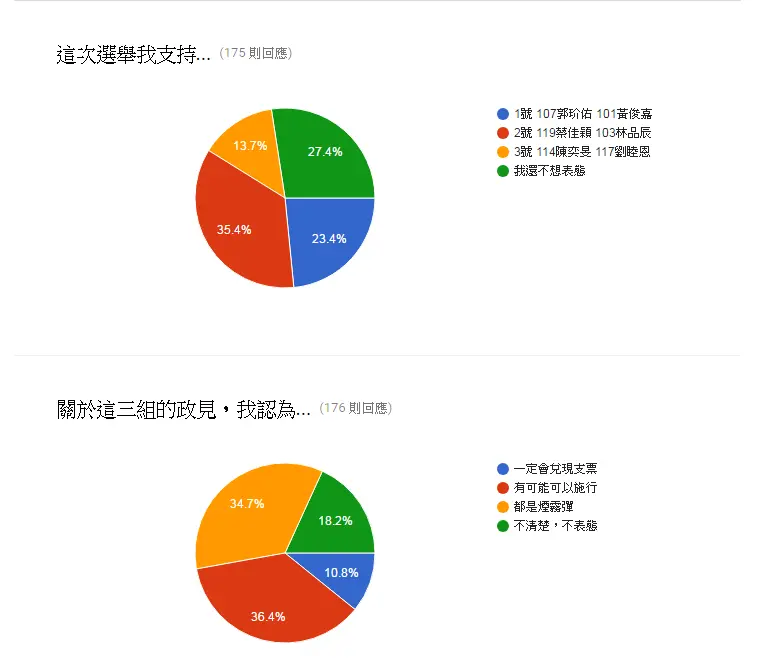 這次選舉我支持... (175 則回應)
1號 107郭玠佑 101黃俊嘉
2號 119蔡佳穎 103林品辰
3號 114陳奕旻 117劉睦恩
我還不想表態
13.7%
27.4%
35.4%
23.4%
關於這三組的政見，我認為... (176 則回應)
一定會兌現支票
有可能可以施行
都是煙霧彈
不清楚，不表態
34.7%
18.2%
10.8%
36.4%